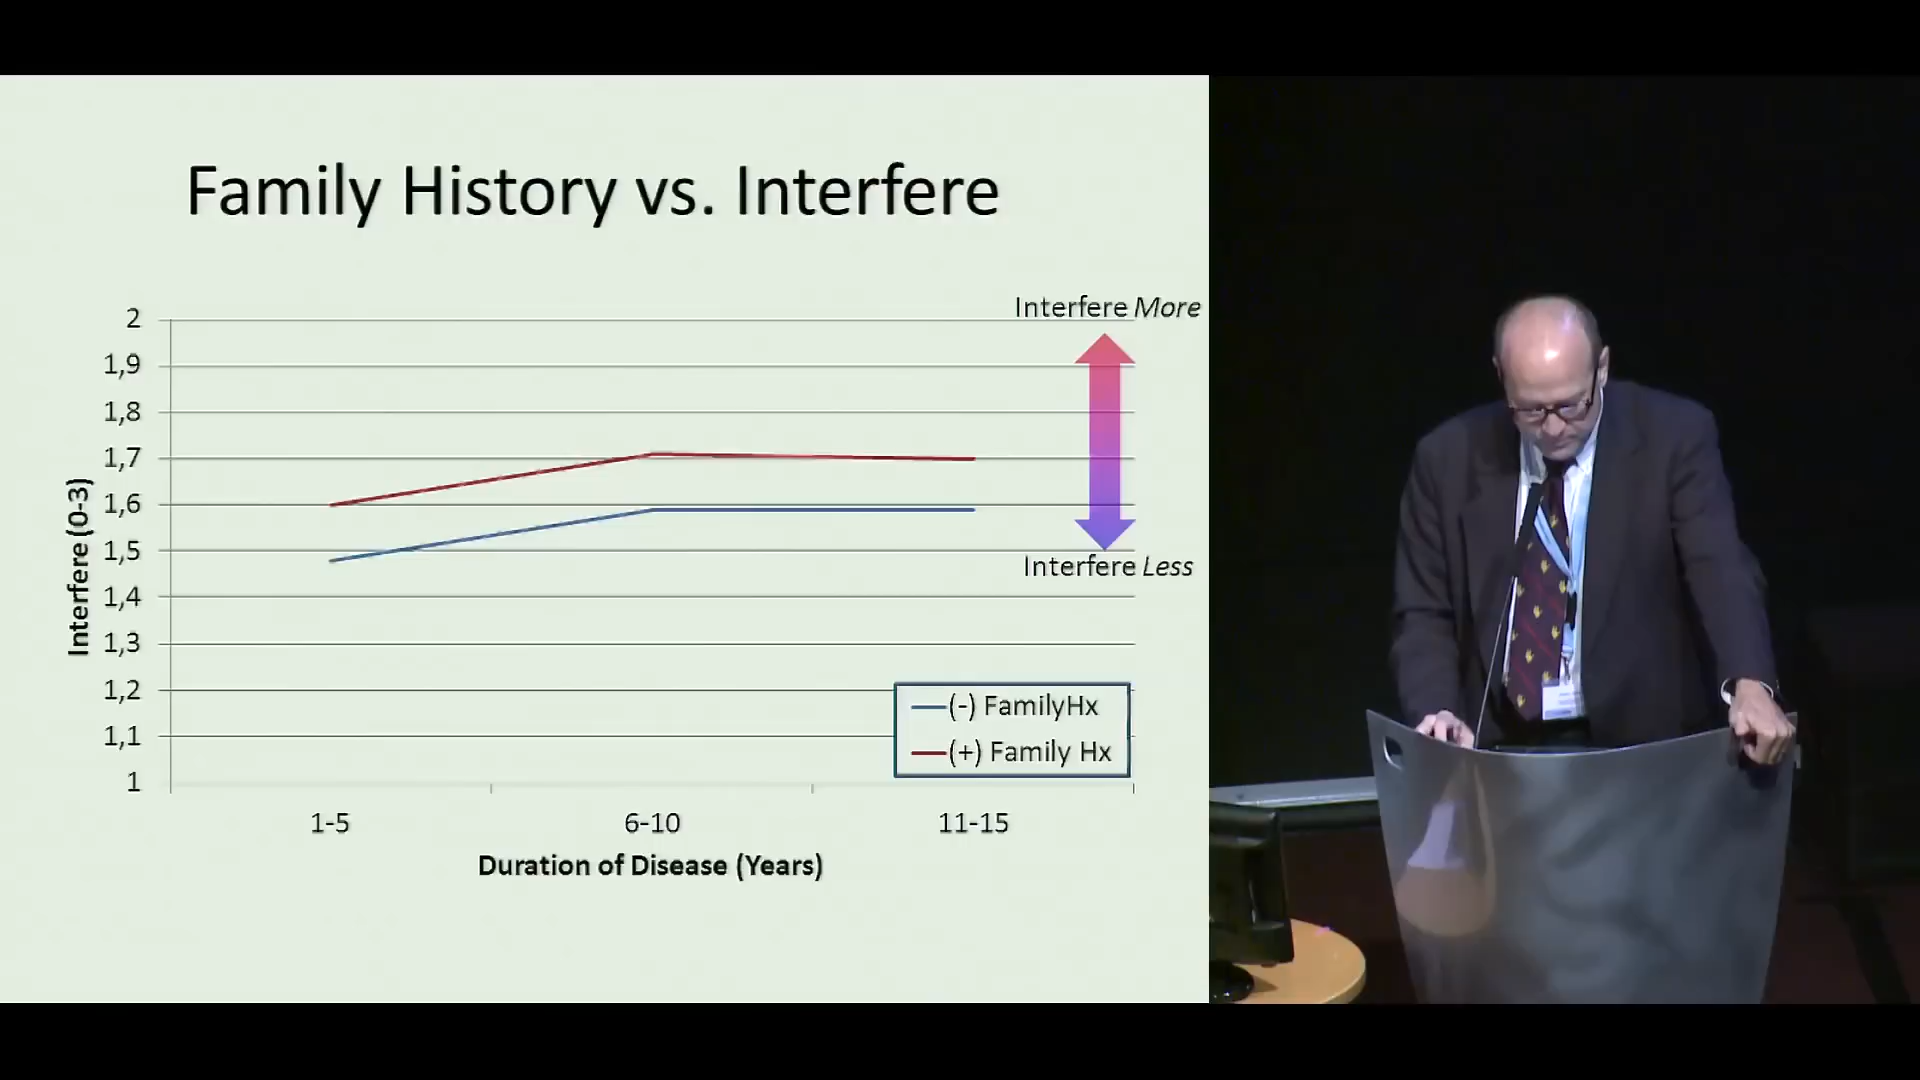 Family History vs. Interfere
Interfere More
2
1,9
1,8
1,7
1,6
1,5
1,4
1,3
1,2
1,1
1
Interfere (0-3)
Interfere Less
(-) FamilyHx
(+) Family Hx
1-5
6-10
11-15
Duration of Disease (Years)